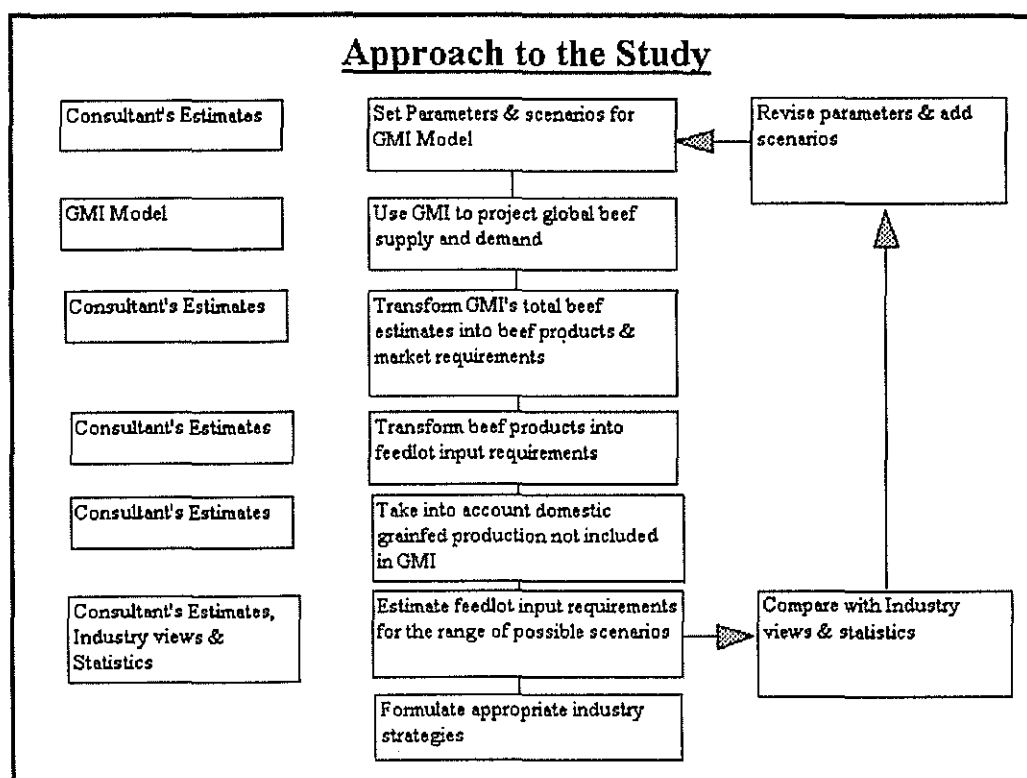 Approach to the Study
Consultant's Estimates
Set Parameters & scenarios for
GMI Model
Revise parameters & add
scenarios
GMI Model
Use GMI to project global beef
supply and demand
Consultant's Estimates
Transform GMI's total beef
estimates into beef products &
market requirements
Consultant's Estimates
Transform beef products into
feedlot input requirements
Consultant's Estimates
Take into account domestic
grainfed production not included
in GMI
Consultant's Estimates,
Industry views &
Statistics
Estimate feedlot input requirements
for the range of possible scenarios
Compare with Industry
views & statistics
Formulate appropriate industry
strategies